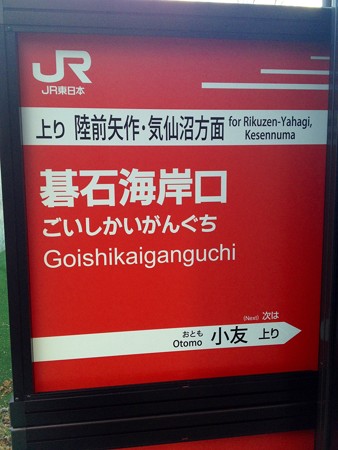 JR
JR東日本
上り 陸前矢作・気仙沼方面 for Rikuzen-Yahagi,
Kesennuma
碁石海岸口
ごいしかいがんぐち
Goishikaiganguchi
(Next) 次は
おとも
Otomo 小友 上り